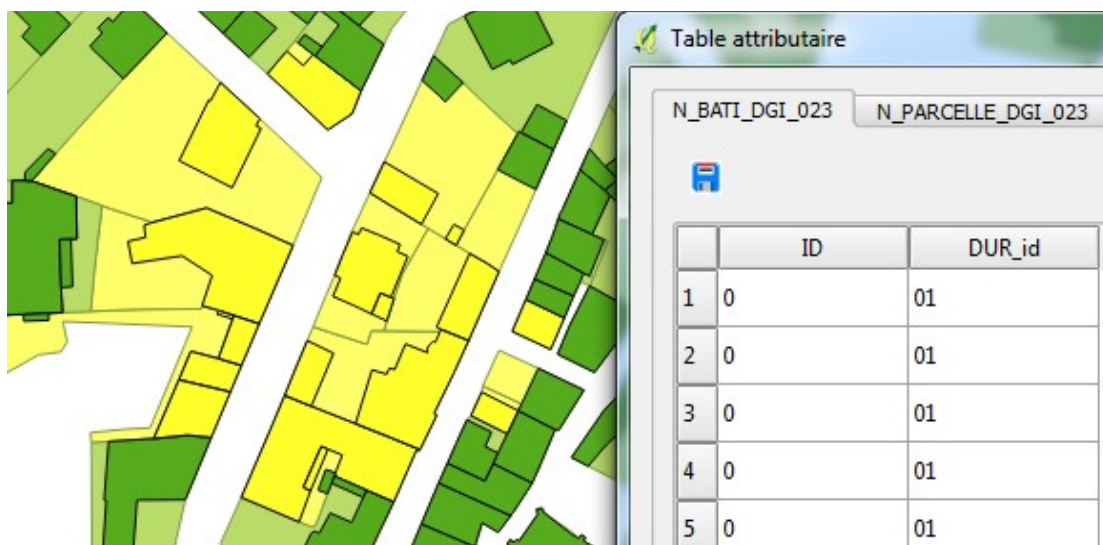 Table attributaire
N_BATI_DGI_023 N_PARCELLE_DGI_023
ID DUR_id
1 0 01
2 0 01
3 0 01
4 0 01
5 0 01